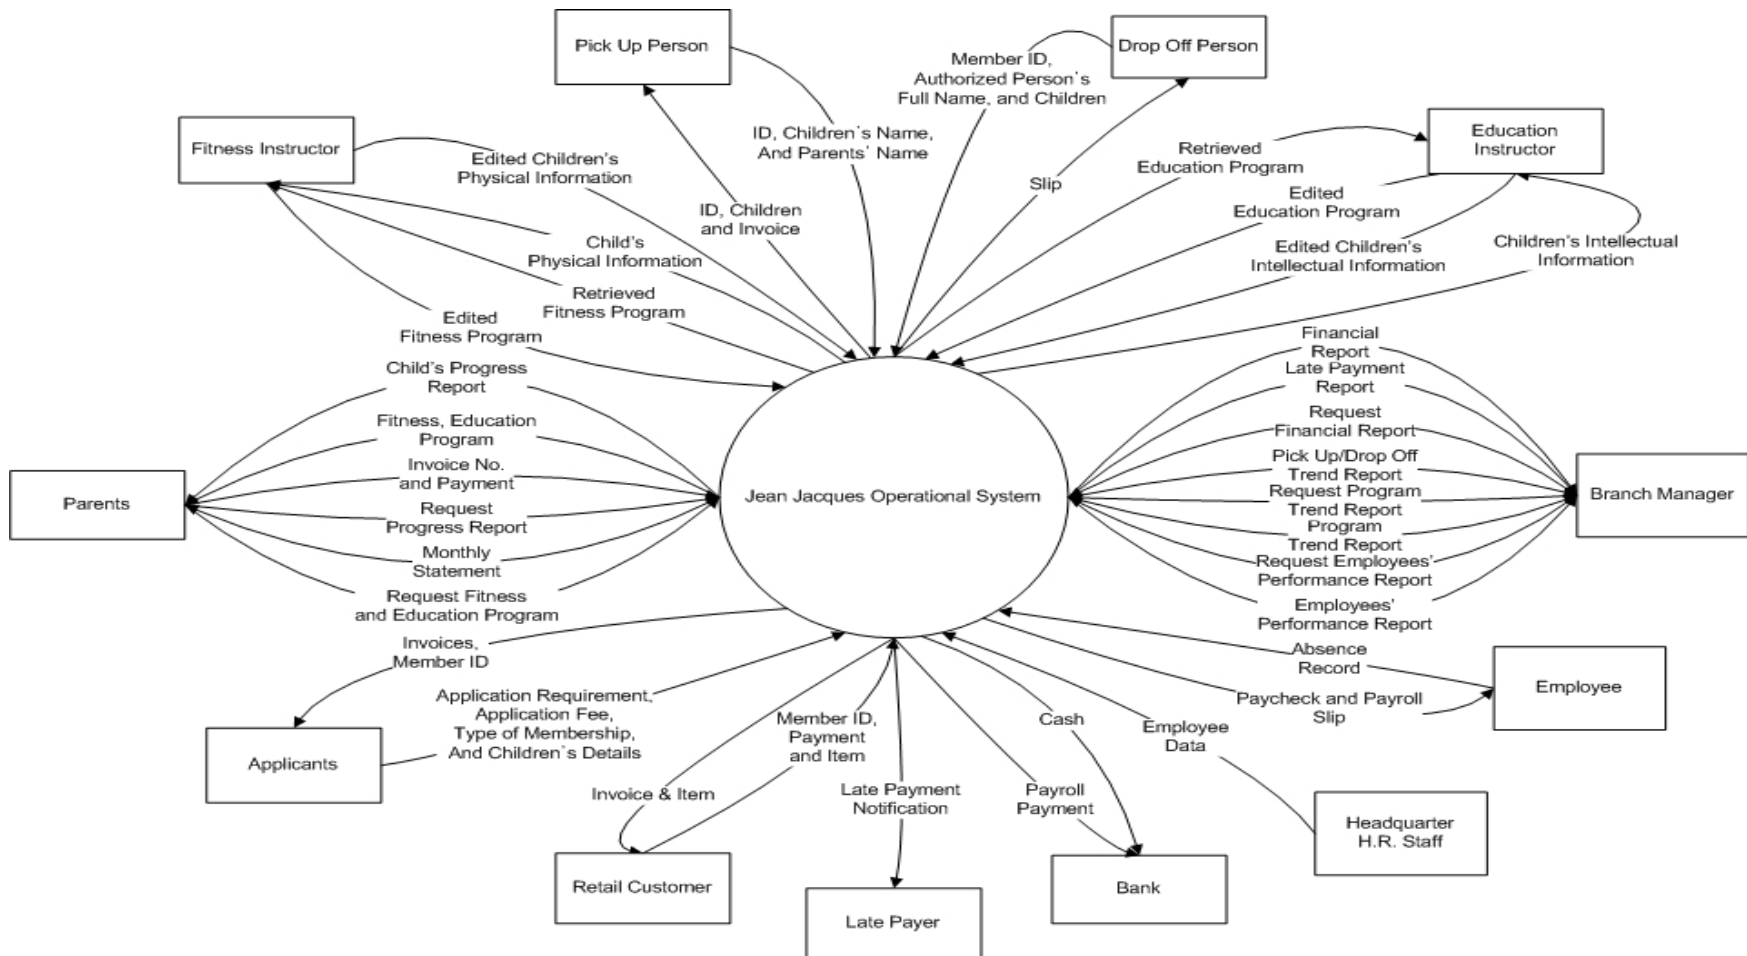 Pick Up Person
Drop Off Person
Member ID,
Authorized Person`s
Full Name, and Children
Fitness Instructor
Edited Children's
Physical Information
ID, Children`s Name,
And Parents' Name
Retrieved
Education Program
Education
Instructor
Slip
Edited
Education Program
ID, Children
and Invoice
Child's
Physical Information
Edited Children's
Intellectual Information
Children's Intellectual
Information
Retrieved
Fitness Program
Edited
Fitness Program
Child's Progress
Report
Fitness, Education
Program
Invoice No.
and Payment
Request
Progress Report
Monthly
Statement
Request Fitness
and Education Program
Parents
Jean Jacques Operational System
Financial
Report
Late Payment
Report
Request
Financial Report
Pick Up/Drop Off
Trend Report
Request Program
Trend Report
Program
Trend Report
Request Employees'
Performance Report
Employees'
Performance Report
Branch Manager
Invoices,
Member ID
Absence
Record
Employee
Paycheck and Payroll
Slip
Application Requirement,
Application Fee,
Type of Membership,
And Children`s Details
Applicants
Member ID,
Payment
and Item
Cash
Employee
Data
Invoice & Item
Late Payment
Notification
Payroll
Payment
Headquarter
H.R. Staff
Retail Customer
Late Payer
Bank